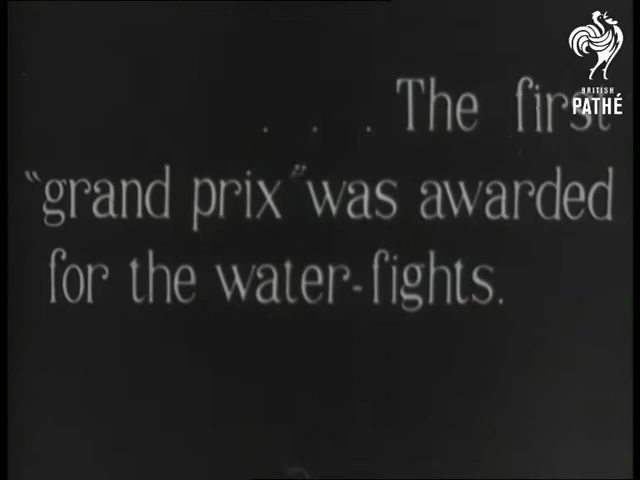 BRITISH
PATHÉ
. . . The first
"grand prix" was awarded
for the water-fights.